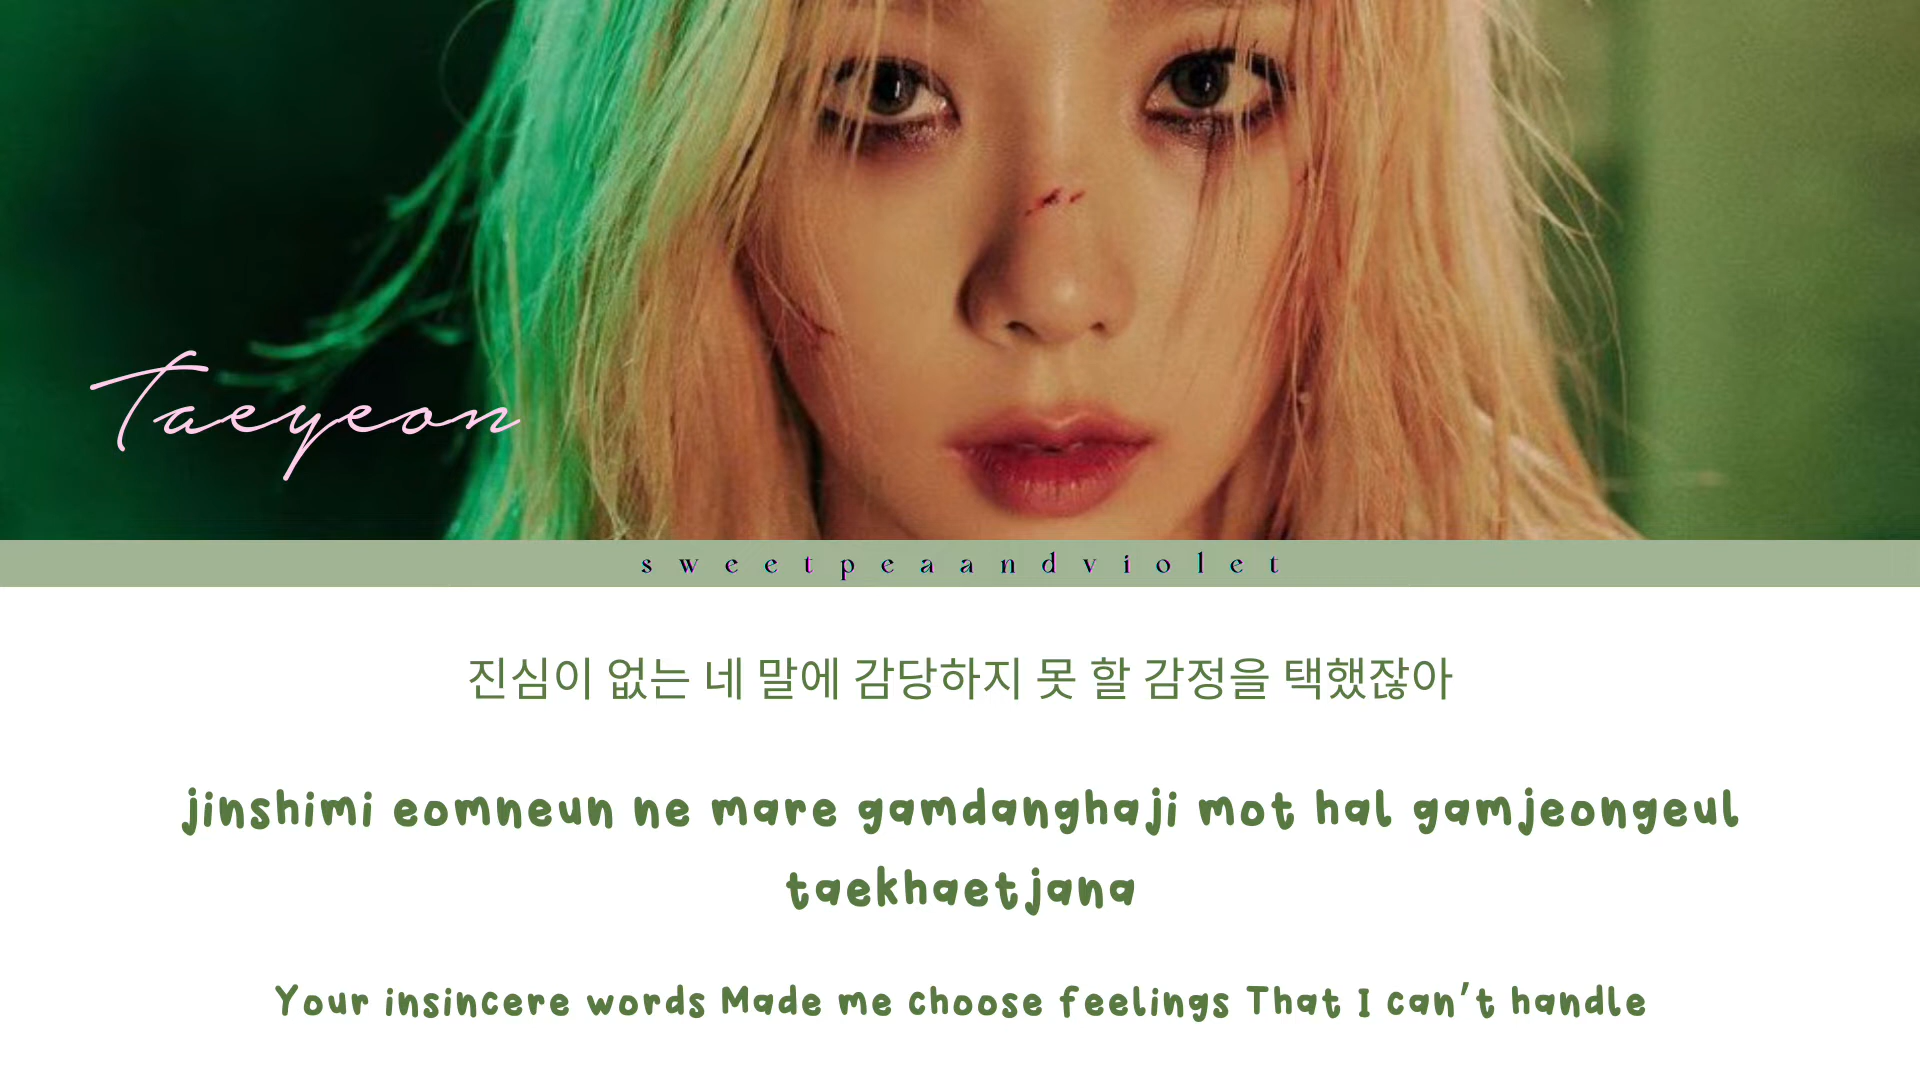 Taeyeon
sweetpeaandviolet
진심이 없는 네 말에 감당하지 못 할 감정을 택했잖아
jinshimi eomneun ne mare gamdanghaji mot hal gamjeongeul
taekhaetjana
Your insincere words Made me choose feelings That I can't handle